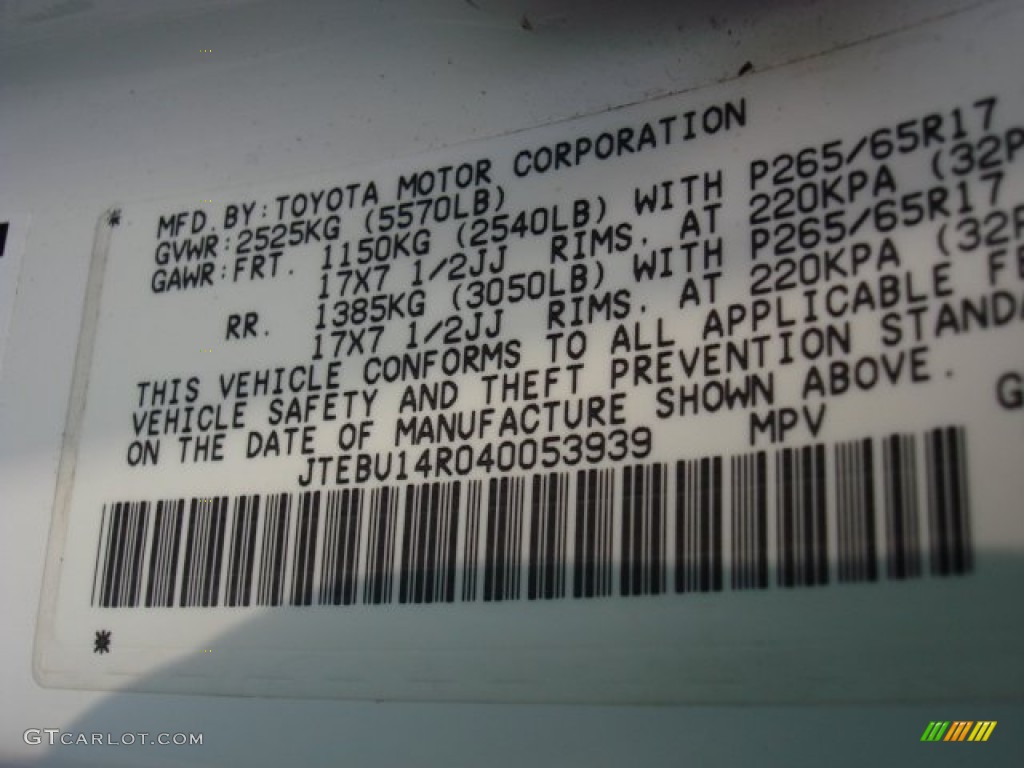 * MFD. BY: TOYOTA MOTOR CORPORATION
GVWR: 2525KG (5570LB)
GAWR: FRT. 1150KG (2540LB) WITH P265/65R17
17X7 1/2JJ RIMS, AT 220KPA (32P
RR. 1385KG (3050LB) WITH P265/65R17
17X7 1/2JJ RIMS, AT 220KPA (32P
THIS VEHICLE CONFORMS TO ALL APPLICABLE FE
VEHICLE SAFETY AND THEFT PREVENTION STANDA
ON THE DATE OF MANUFACTURE SHOWN ABOVE. G
JTEBU14R040053939 MPV
*
GTCARLOT.COM